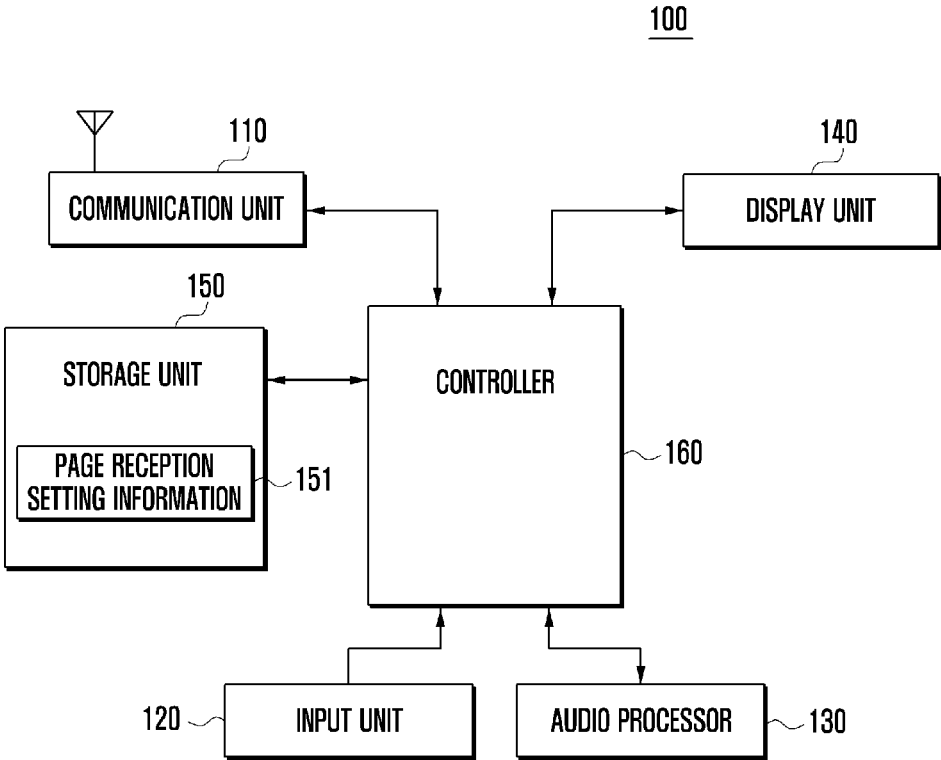 100
110
COMMUNICATION UNIT
140
DISPLAY UNIT
150
STORAGE UNIT
PAGE RECEPTION
SETTING INFORMATION
151
CONTROLLER
160
120
INPUT UNIT
AUDIO PROCESSOR
130